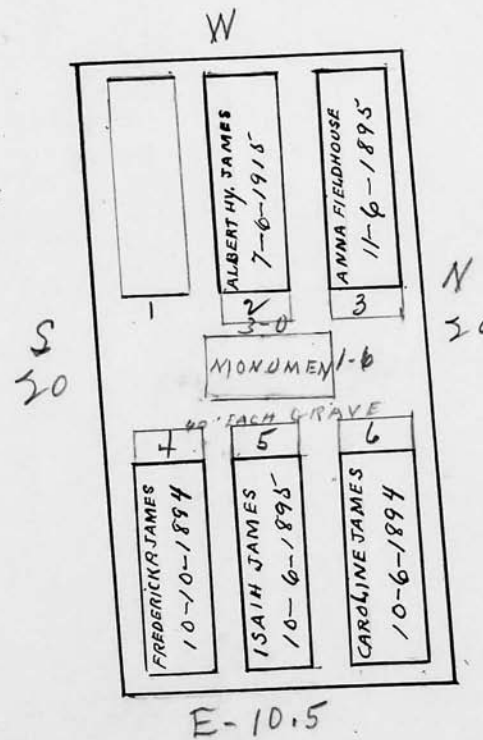 W
ALBERT HY. JAMES
7-6-1915
ANNA FIELDHOUSE
11-6-1895
1
2
3
N
S
20
3-0
MONUMEN
1-6
EACH GRAVE
4
5
6
FREDERICK A JAMES
10-10-1894
ISAIH JAMES
10-6-1895
CAROLINE JAMES
10-6-1894
E-10.5